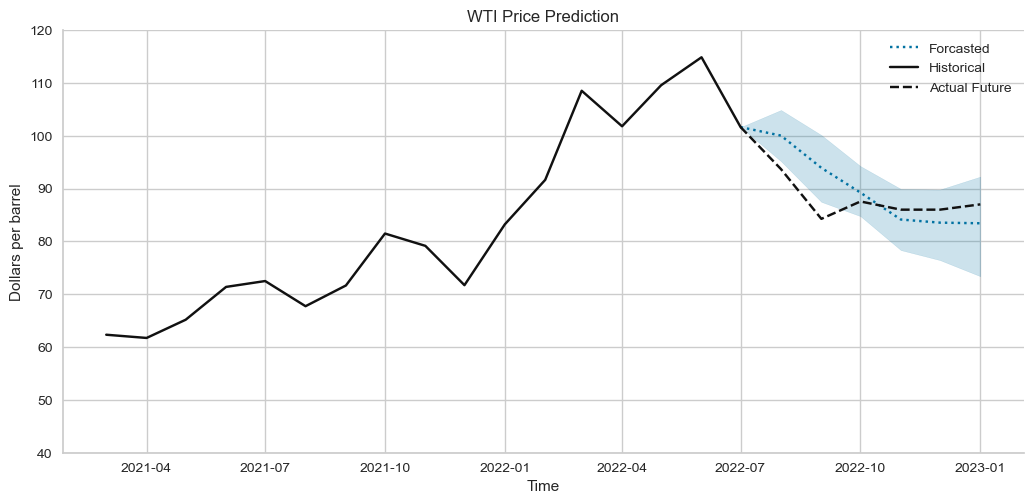 WTI Price Prediction
Forcasted
Historical
Actual Future
Dollars per barrel
120
110
100
90
80
70
60
50
40
2021-04
2021-07
2021-10
2022-01
2022-04
2022-07
2022-10
2023-01
Time